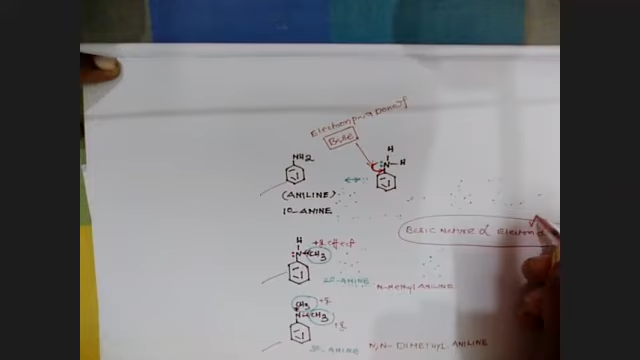 Electron pair Donor
Base
H
N-H
NH2
(ANILINE)
1°-AMINE
BASIC NATURE ∝ Electron d
H
+I effect
:N CH3
2°-AMINE
N-Methyl ANILINE
CH3 +I
N CH3
+I
3°-AMINE
N,N-DIMETHYL ANILINE